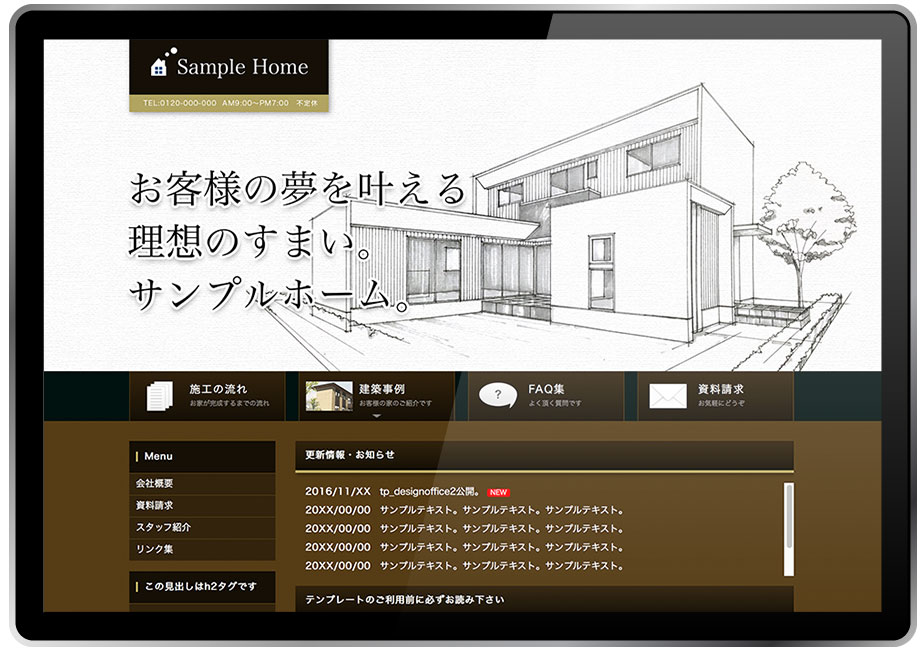 Sample Home
TEL:0120-000-000 AM9:00～PM7:00 不定休
お客様の夢を叶える
理想のすまい。
サンプルホーム。
施工の流れ
お家が完成するまでの流れ
建築事例
お客様の家のご紹介です
FAQ集
よく頂く質問です
資料請求
お気軽にどうぞ
Menu
会社概要
資料請求
スタッフ紹介
リンク集
この見出しはh2タグです
更新情報・お知らせ
2016/11/XX tp_designoffice2公開。 NEW
20XX/00/00 サンプルテキスト。サンプルテキスト。サンプルテキスト。
20XX/00/00 サンプルテキスト。サンプルテキスト。サンプルテキスト。
20XX/00/00 サンプルテキスト。サンプルテキスト。サンプルテキスト。
20XX/00/00 サンプルテキスト。サンプルテキスト。サンプルテキスト。
テンプレートのご利用前に必ずお読み下さい